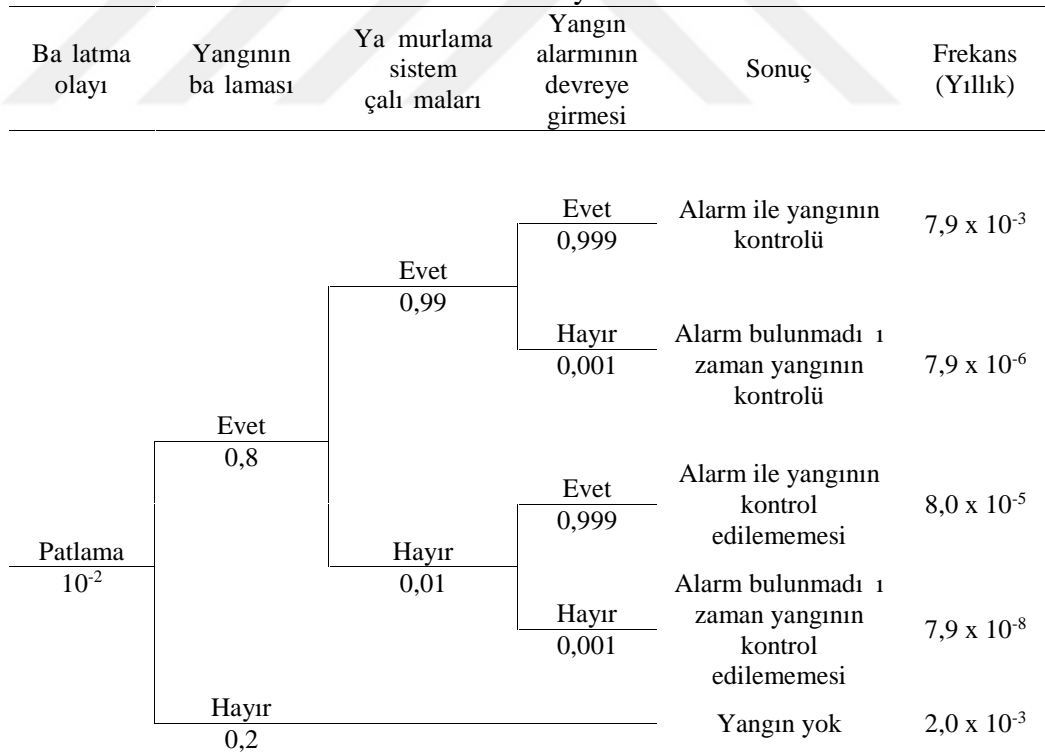 Ba latma
olayı
Yangının
ba laması
Ya murlama
sistem
çalı maları
Yangın
alarmının
devreye
girmesi
Sonuç
Frekans
(Yıllık)
Evet
0,999
Alarm ile yangının
kontrolü
7,9 x 10⁻³
Evet
0,99
Hayır
0,001
Alarm bulunmadı ı
zaman yangının
kontrolü
7,9 x 10⁻⁶
Evet
0,8
Evet
0,999
Alarm ile yangının
kontrol
edilememesi
8,0 x 10⁻⁵
Patlama
10⁻²
Hayır
0,01
Hayır
0,001
Alarm bulunmadı ı
zaman yangının
kontrol
edilememesi
7,9 x 10⁻⁸
Hayır
0,2
Yangın yok
2,0 x 10⁻³